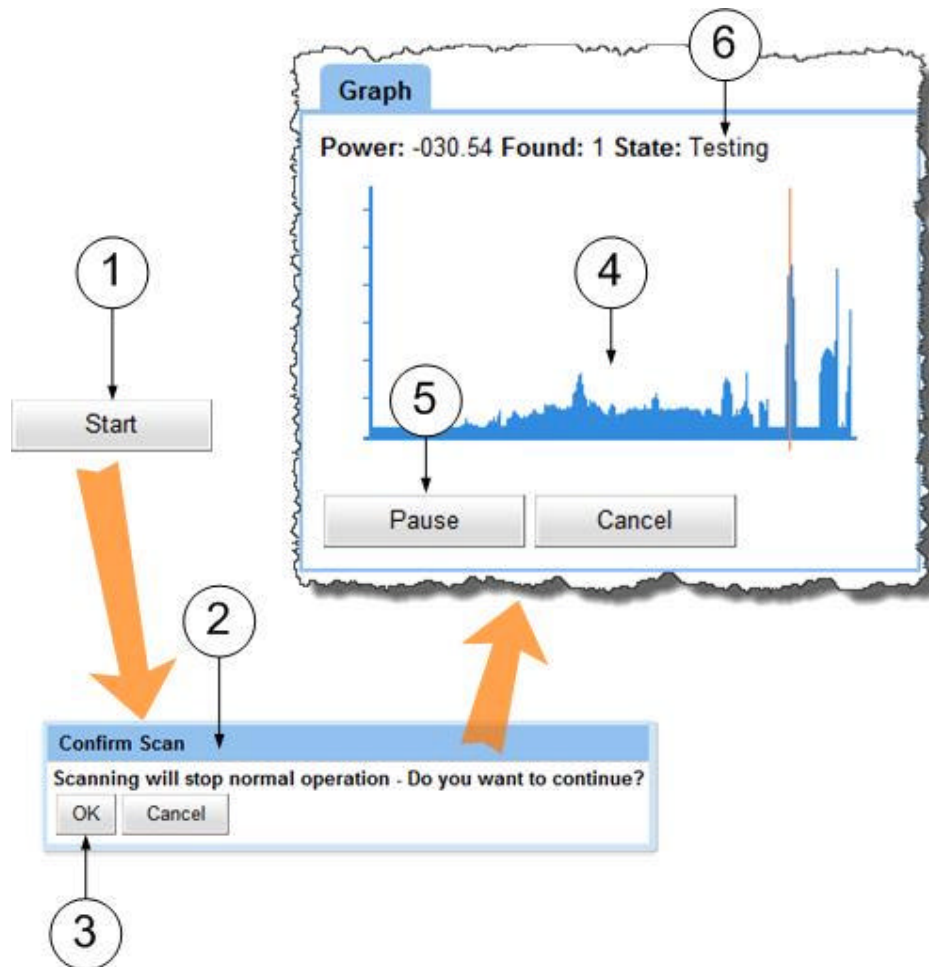 6
Graph
Power: -030.54 Found: 1 State: Testing
1
4
5
Start
Pause Cancel
2
Confirm Scan
Scanning will stop normal operation - Do you want to continue?
OK Cancel
3